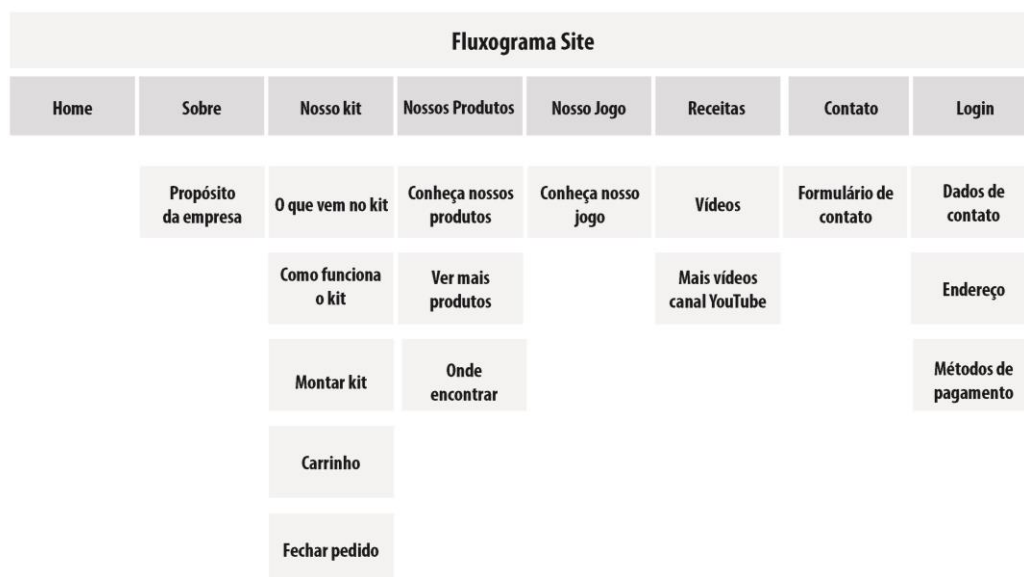 Fluxograma Site
Home
Sobre
Nosso kit
Nossos Produtos
Nosso Jogo
Receitas
Contato
Login
Propósito
da empresa
O que vem no kit
Conheça nossos
produtos
Conheça nosso
jogo
Vídeos
Formulário de
contato
Dados de
contato
Como funciona
o kit
Ver mais
produtos
Mais vídeos
canal YouTube
Endereço
Montar kit
Onde
encontrar
Métodos de
pagamento
Carrinho
Fechar pedido